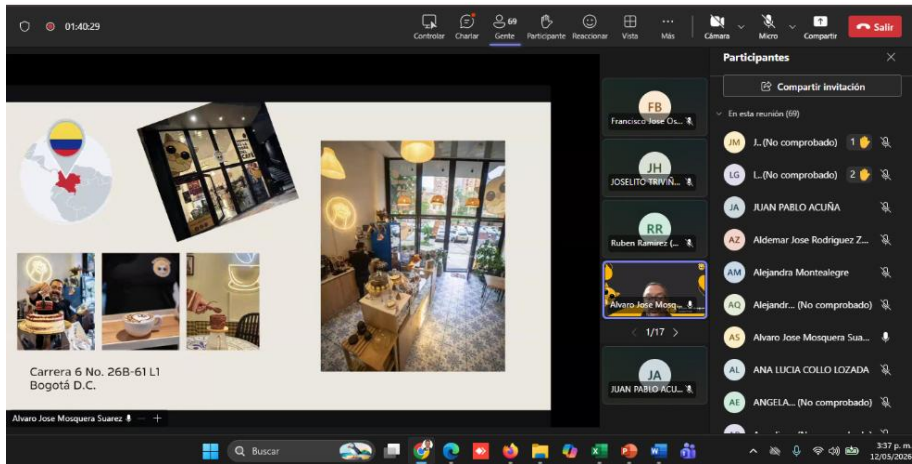 01:40:29
Controlar
Charlar
69
Gente
Participante
Reaccionar
Vista
Más
Cámara
Micro
Compartir
Salir
Carrera 6 No. 26B-61 L1
Bogotá D.C.
Alvaro Jose Mosquera Suarez
FB
Francisco Jose Os...
JH
JOSELITO TRIVIÑ...
RR
Ruben Ramirez (...
Alvaro Jose Mosq...
1/17
JA
JUAN PABLO ACU...
Participantes
Compartir invitación
En esta reunión (69)
JM J... (No comprobado) 1
LG l... (No comprobado) 2
JA JUAN PABLO ACUÑA
AZ Aldemar Jose Rodriguez Z...
AM Alejandra Montealegre
AQ Alejandr... (No comprobado)
AS Alvaro Jose Mosquera Sua...
AL ANA LUCIA COLLO LOZADA
AE ANGELA... (No comprobado)
Buscar
3:37 p. m.
12/05/2026